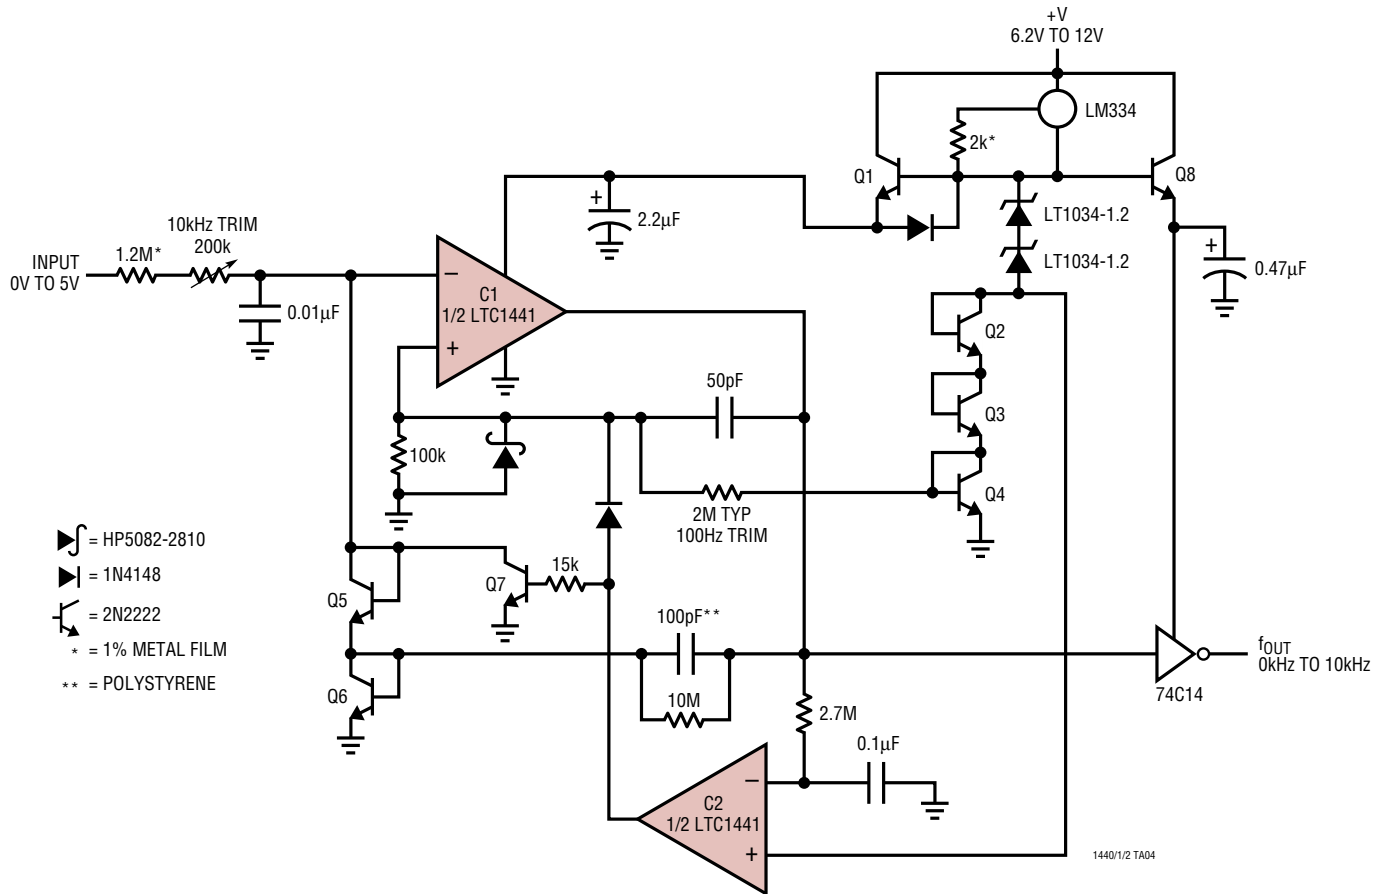 +V
6.2V TO 12V
LM334
2k*
Q1
Q8
LT1034-1.2
LT1034-1.2
2.2µF
0.47µF
10kHz TRIM
200k
1.2M*
INPUT
0V TO 5V
0.01µF
−
C1
1/2 LTC1441
+
Q2
Q3
Q4
50pF
100k
2M TYP
100Hz TRIM
= HP5082-2810
= 1N4148
= 2N2222
* = 1% METAL FILM
** = POLYSTYRENE
Q5
Q7
15k
Q6
100pF**
10M
fOUT
0kHz TO 10kHz
74C14
2.7M
0.1µF
−
C2
1/2 LTC1441
+
1440/1/2 TA04